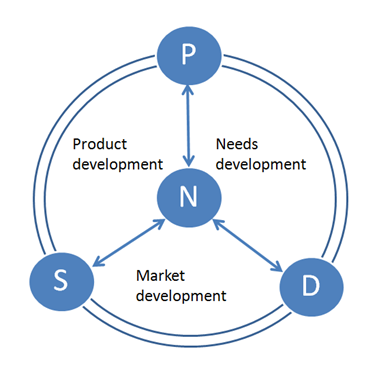 P
Product
development
Needs
development
N
S
Market
development
D